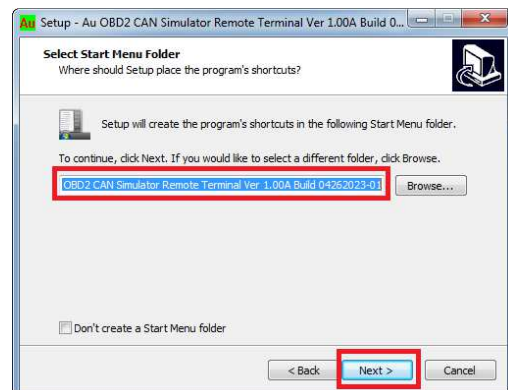 Au Setup - Au OBD2 CAN Simulator Remote Terminal Ver 1.00A Build 0...
Select Start Menu Folder
Where should Setup place the program's shortcuts?
Setup will create the program's shortcuts in the following Start Menu folder.
To continue, click Next. If you would like to select a different folder, click Browse.
OBD2 CAN Simulator Remote Terminal Ver 1.00A Build 04262023-01 Browse...
Don't create a Start Menu folder
< Back Next > Cancel